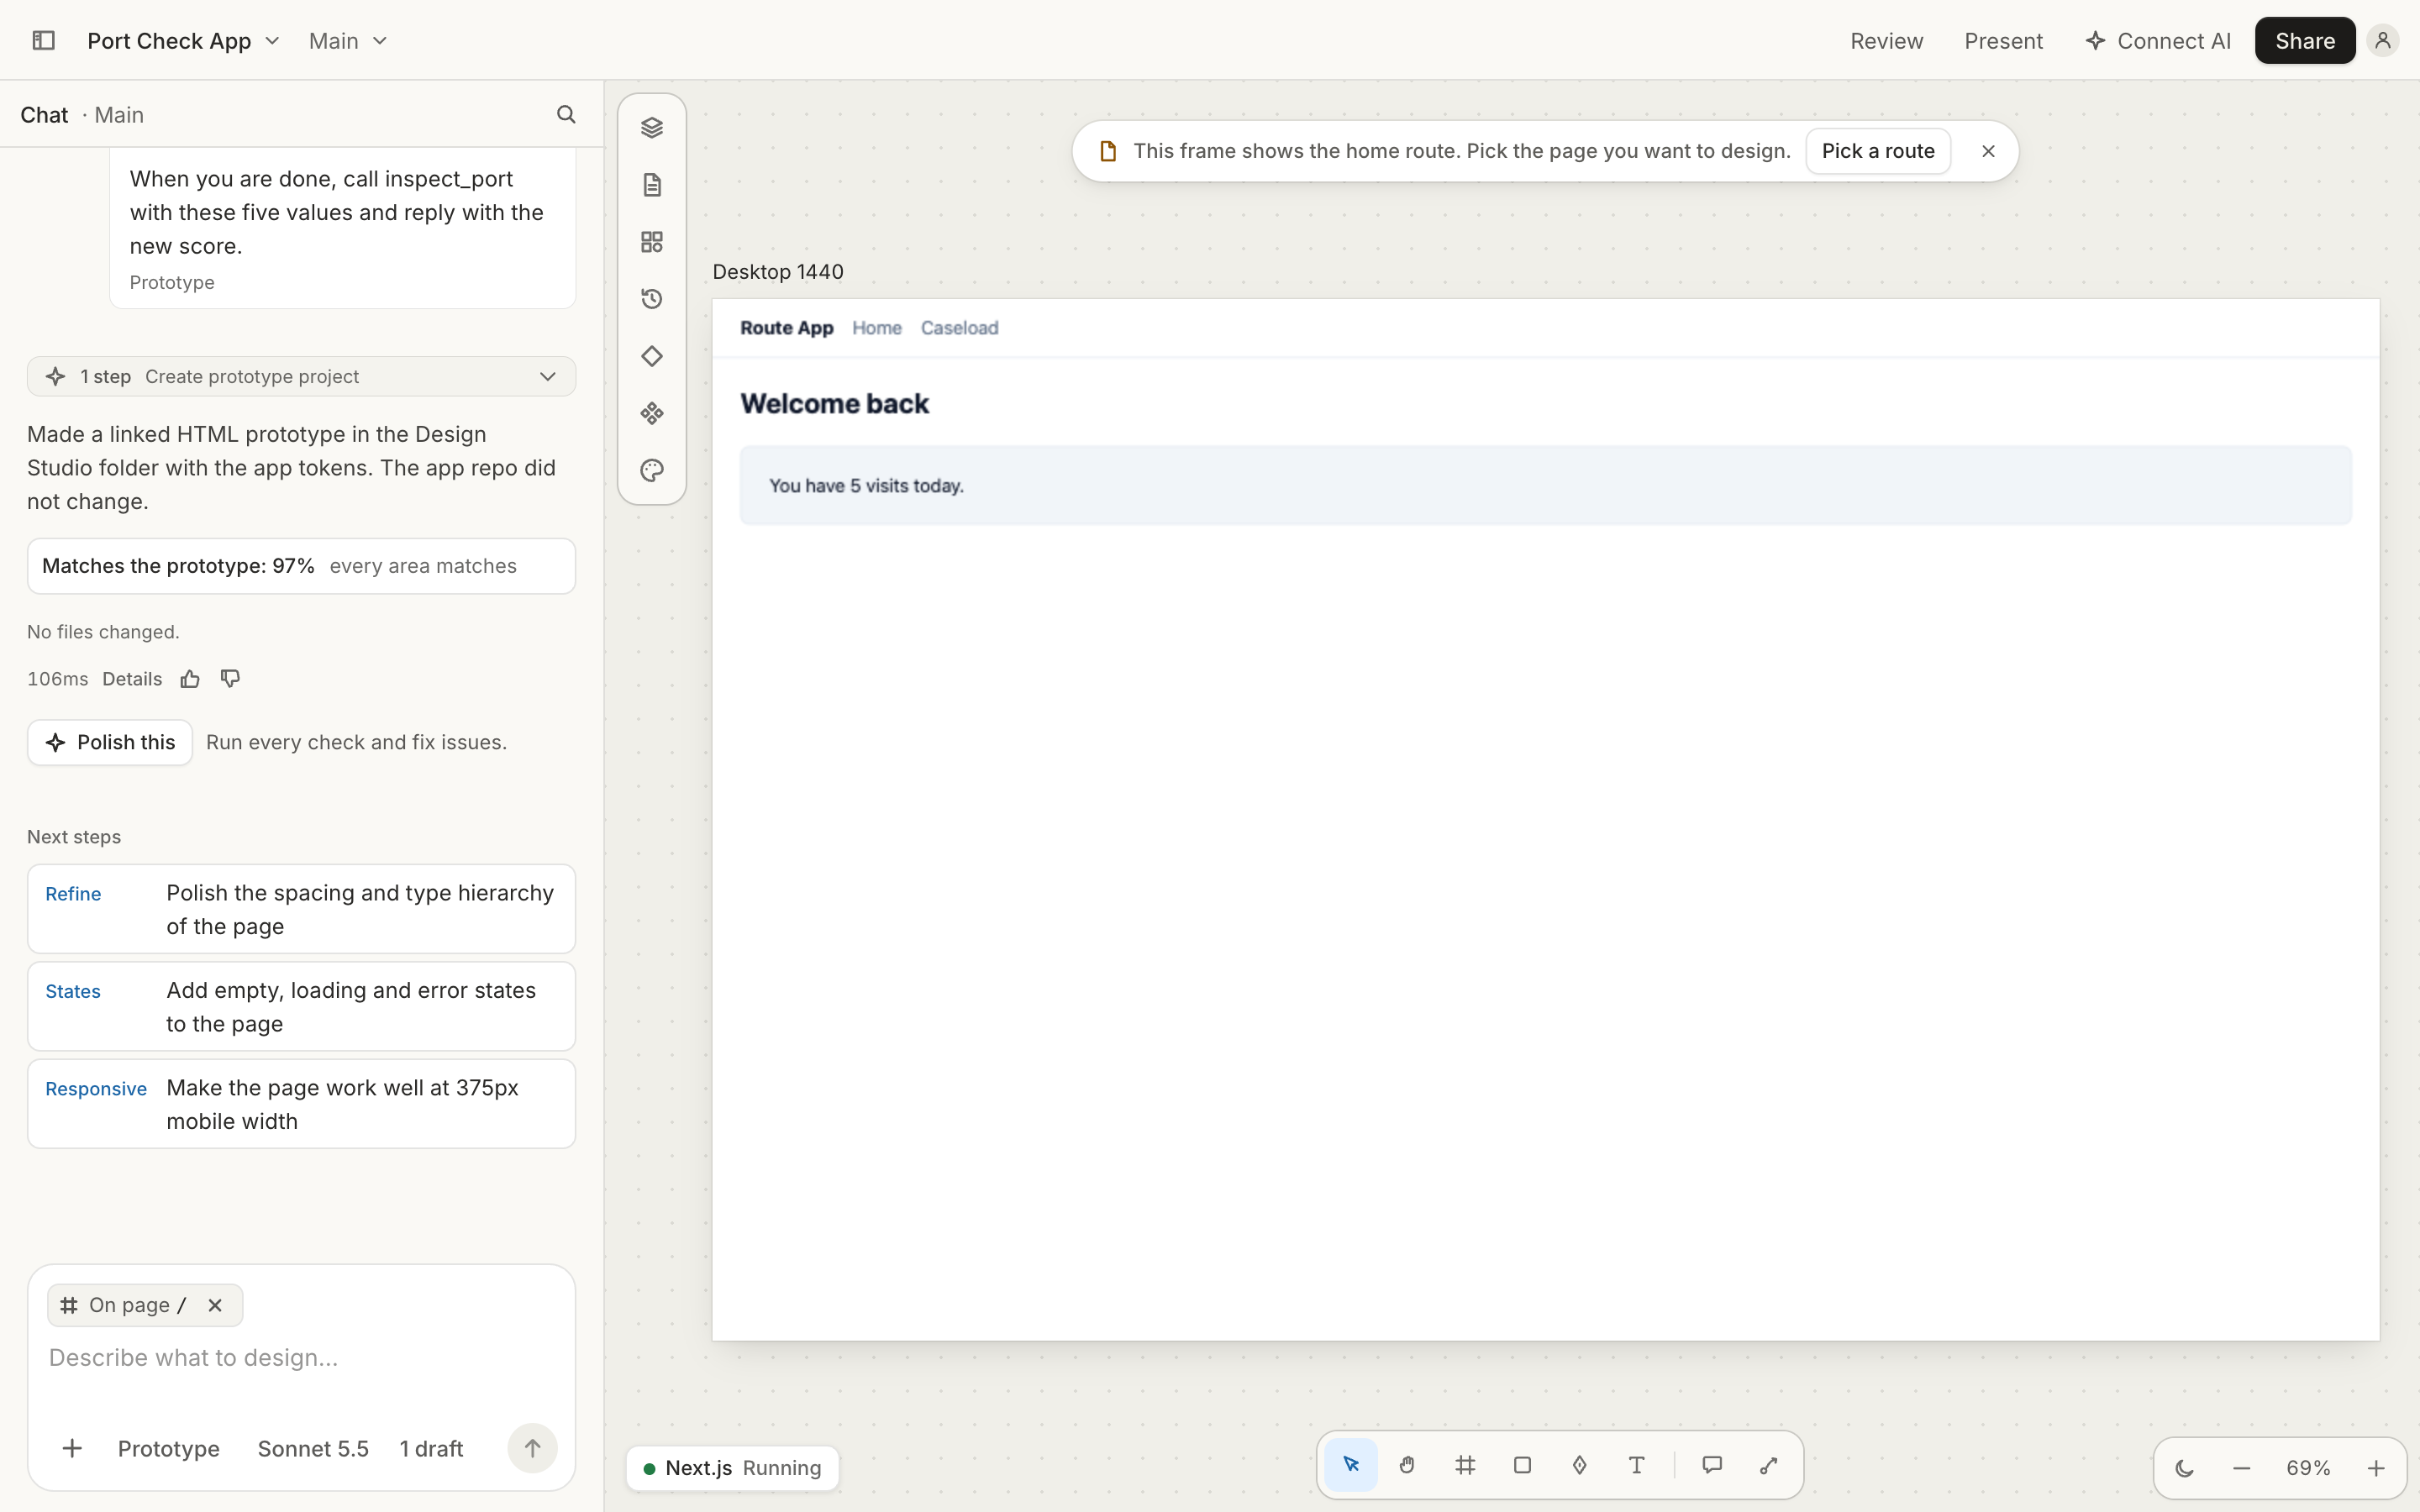 Port Check App
Main
Review
Present
Connect AI
Share
Chat · Main
When you are done, call inspect_port
with these five values and reply with the
new score.
Prototype
1 step Create prototype project
Made a linked HTML prototype in the Design
Studio folder with the app tokens. The app repo did
not change.
Matches the prototype: 97% every area matches
No files changed.
106ms Details
Polish this Run every check and fix issues.
Next steps
Refine Polish the spacing and type hierarchy
of the page
States Add empty, loading and error states
to the page
Responsive Make the page work well at 375px
mobile width
On page /
Describe what to design...
Prototype Sonnet 5.5 1 draft
This frame shows the home route. Pick the page you want to design. Pick a route
Desktop 1440
Route App Home Caseload
Welcome back
You have 5 visits today.
Next.js Running
69%